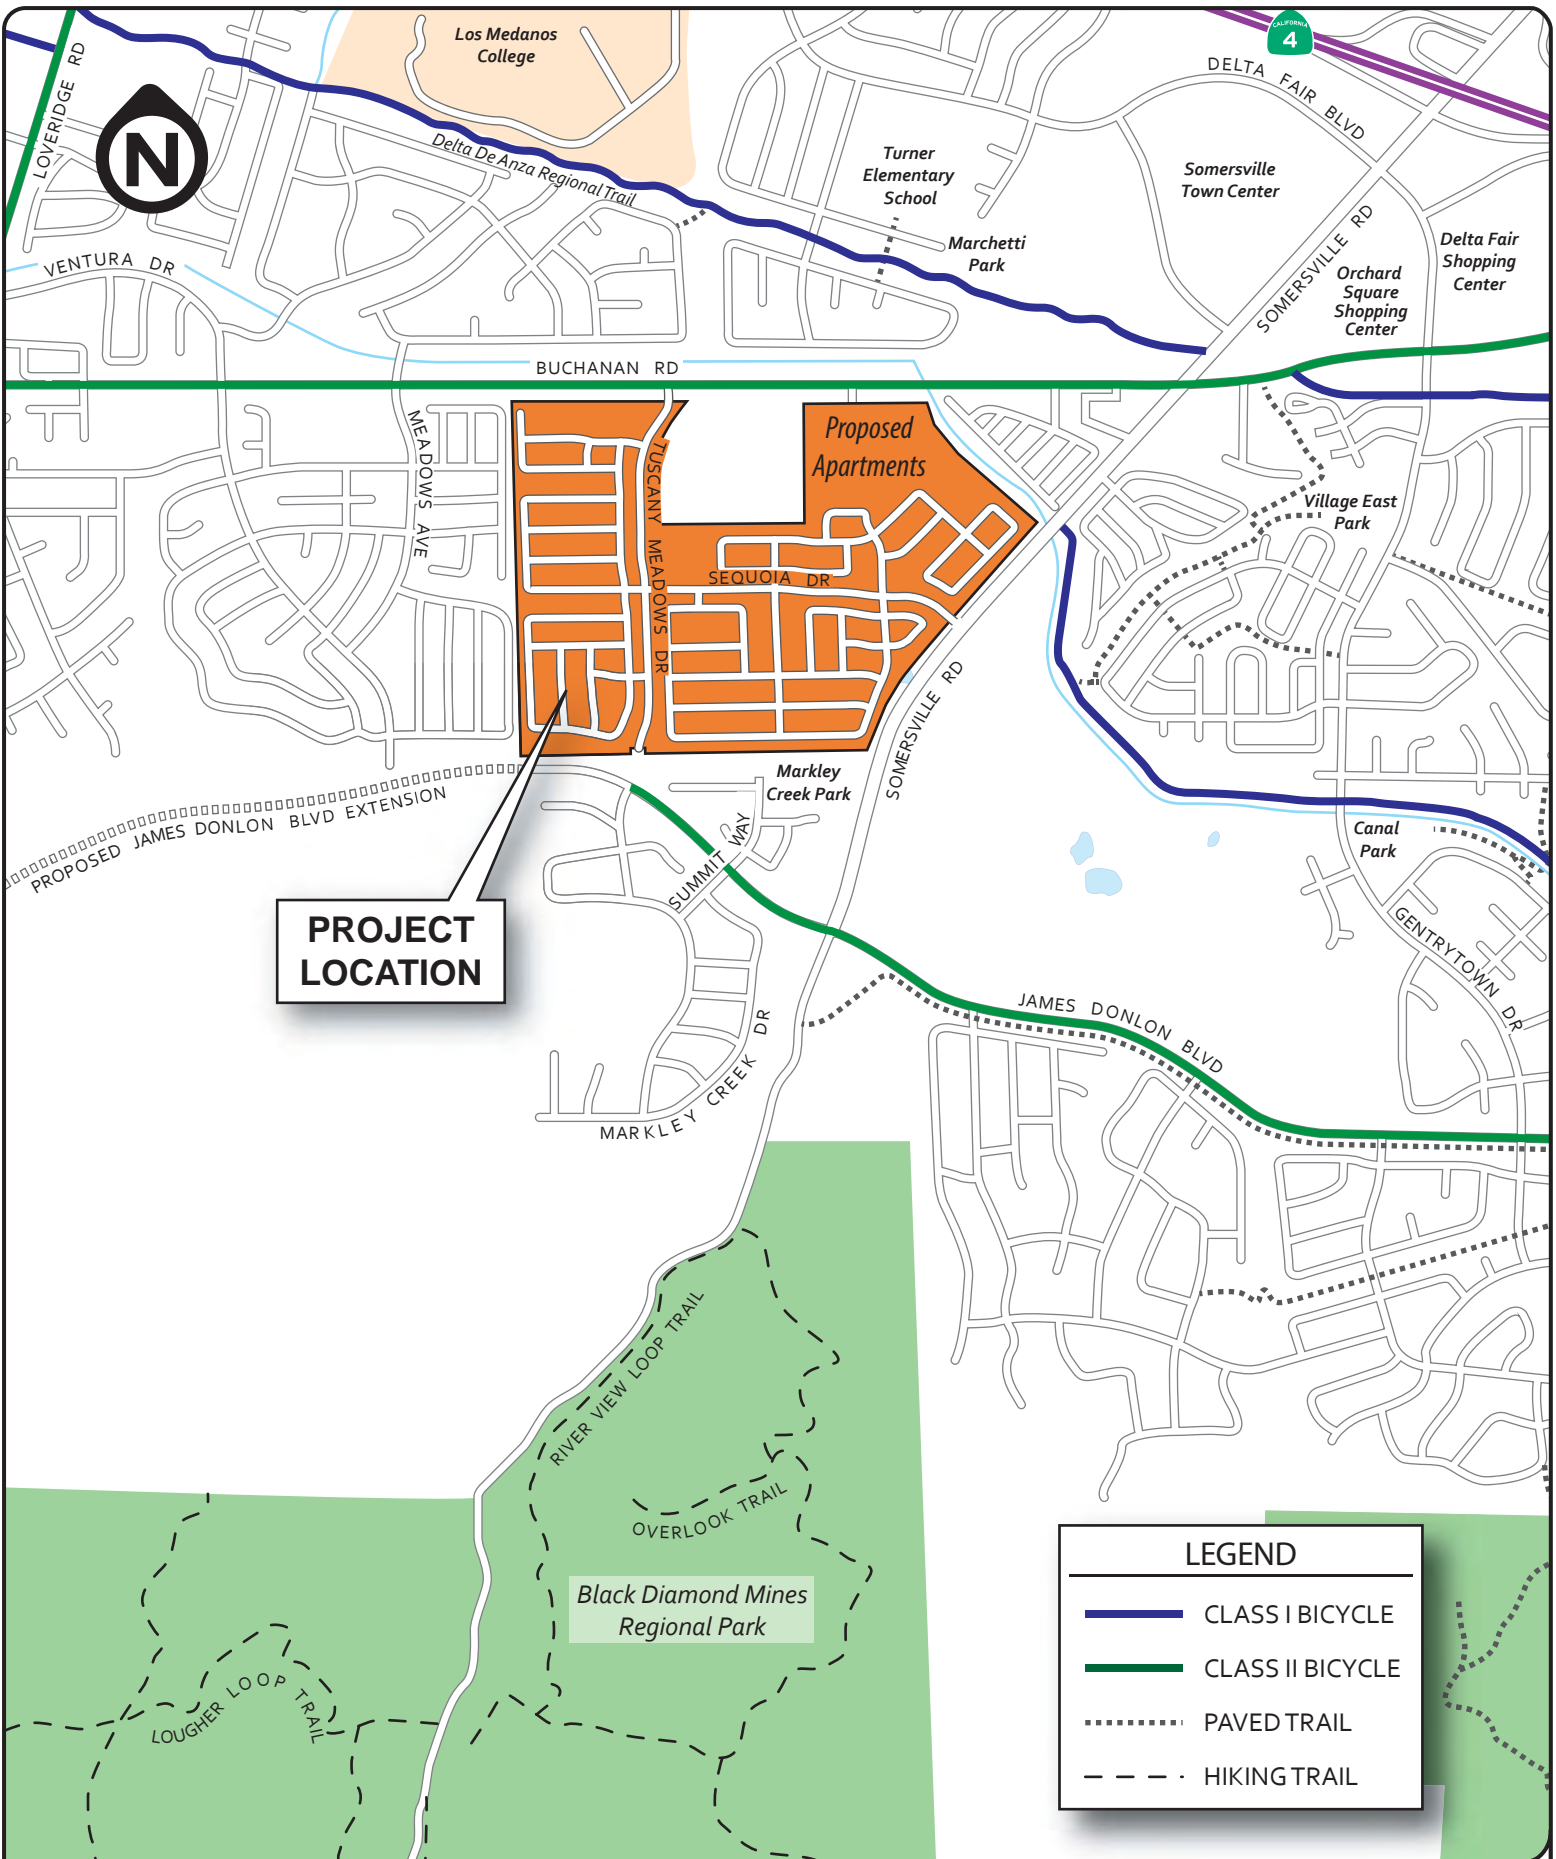 Los Medanos
College
CALIFORNIA
4
DELTA FAIR BLVD
LOVERIDGE RD
N
Delta De Anza Regional Trail
Turner
Elementary
School
Somersville
Town Center
Marchetti
Park
SOMERSVILLE RD
Delta Fair
Shopping
Center
Orchard
Square
Shopping
Center
VENTURA DR
BUCHANAN RD
MEADOWS AVE
TUSCANY MEADOWS DR
Proposed
Apartments
Village East
Park
SEQUOIA DR
SOMERSVILLE RD
Markley
Creek Park
PROPOSED JAMES DONLON BLVD EXTENSION
SUMMIT WAY
Canal
Park
PROJECT
LOCATION
GENTRYTOWN DR
JAMES DONLON BLVD
MARKLEY CREEK DR
RIVER VIEW LOOP TRAIL
OVERLOOK TRAIL
Black Diamond Mines
Regional Park
LOUGHER LOOP TRAIL
LEGEND
CLASS I BICYCLE
CLASS II BICYCLE
PAVED TRAIL
HIKING TRAIL